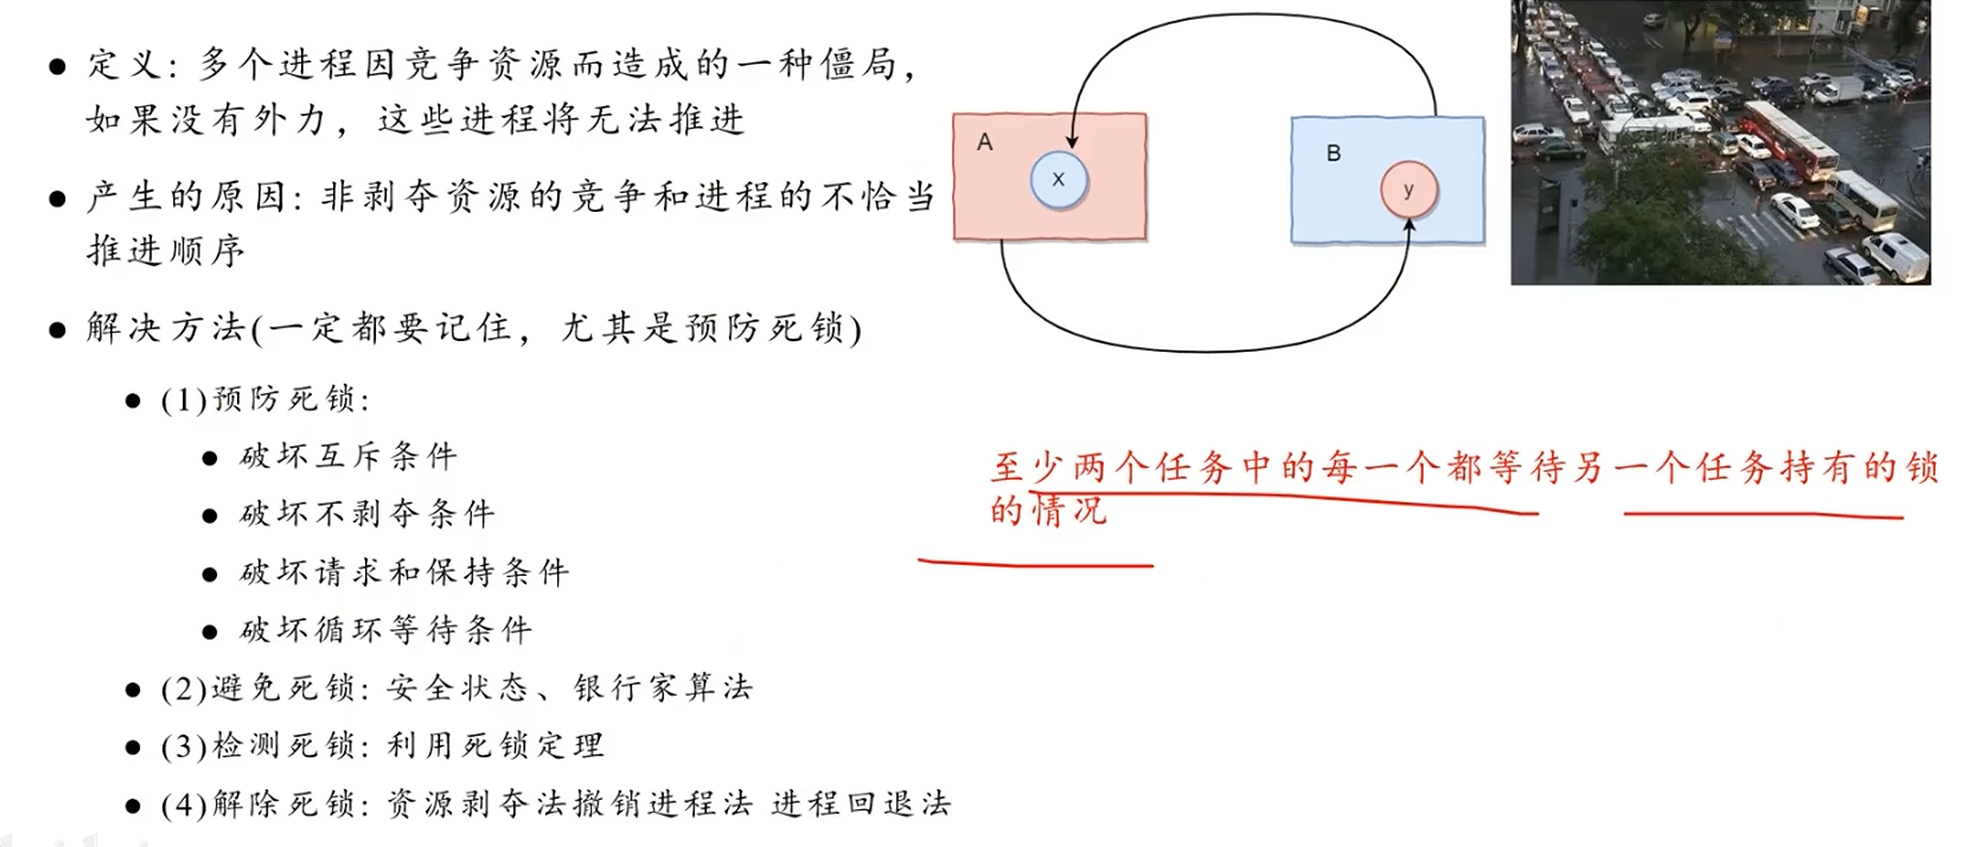 ● 定义: 多个进程因竞争资源而造成的一种僵局,
如果没有外力, 这些进程将无法推进
● 产生的原因: 非剥夺资源的竞争和进程的不恰当
推进顺序
● 解决方法(一定都要记住, 尤其是预防死锁)
● (1)预防死锁:
● 破坏互斥条件
● 破坏不剥夺条件
● 破坏请求和保持条件
● 破坏循环等待条件
● (2)避免死锁: 安全状态、银行家算法
● (3)检测死锁: 利用死锁定理
● (4)解除死锁: 资源剥夺法撤销进程法 进程回退法
A
x
B
y
至少两个任务中的每一个都等待另一个任务持有的锁
的情况